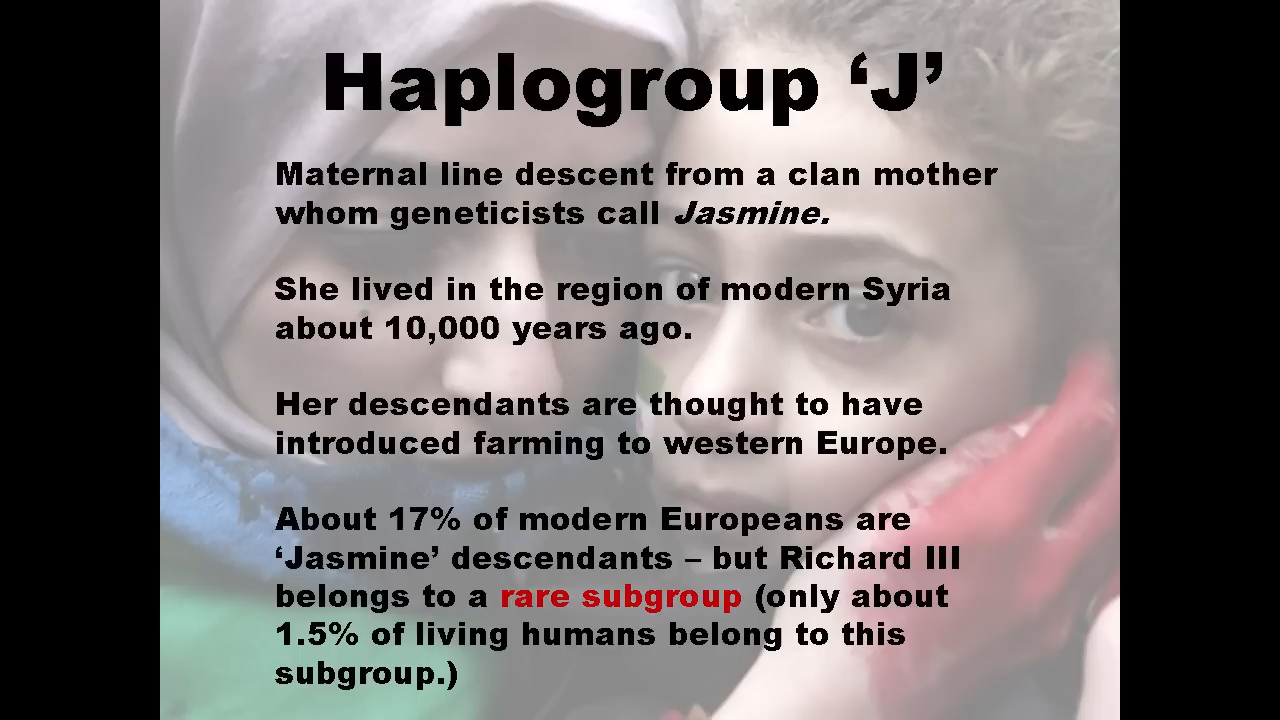 Haplogroup ‘J’
Maternal line descent from a clan mother
whom geneticists call Jasmine.
She lived in the region of modern Syria
about 10,000 years ago.
Her descendants are thought to have
introduced farming to western Europe.
About 17% of modern Europeans are
‘Jasmine’ descendants – but Richard III
belongs to a rare subgroup (only about
1.5% of living humans belong to this
subgroup.)